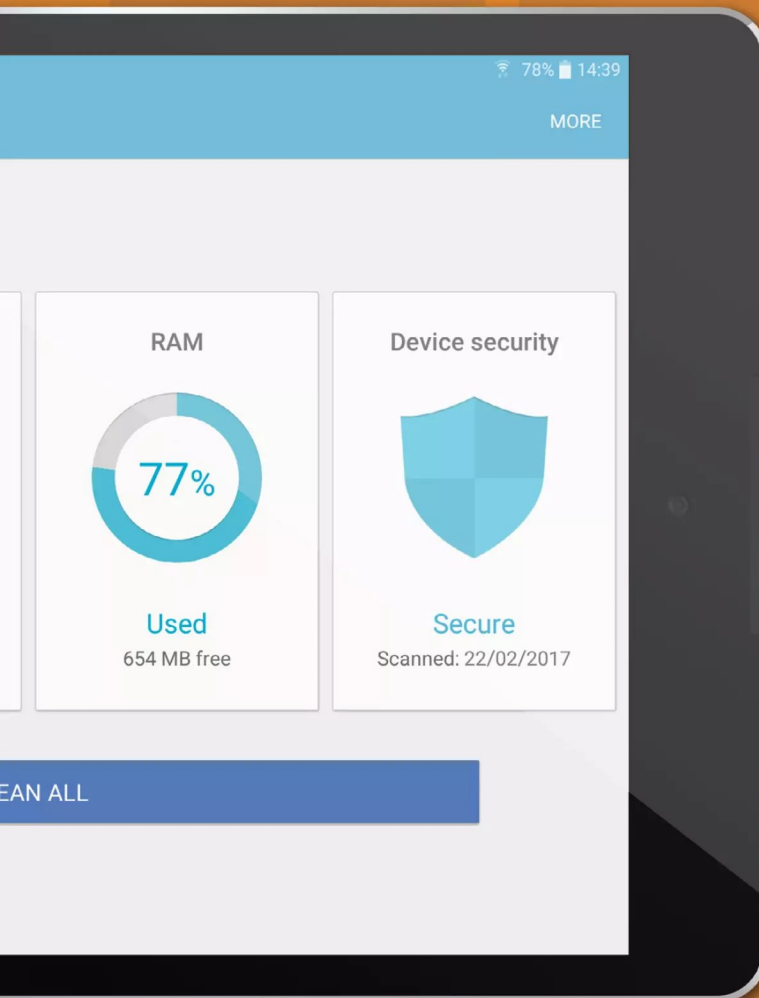 78% 14:39
MORE
RAM
77%
Used
654 MB free
Device security
Secure
Scanned: 22/02/2017
EAN ALL